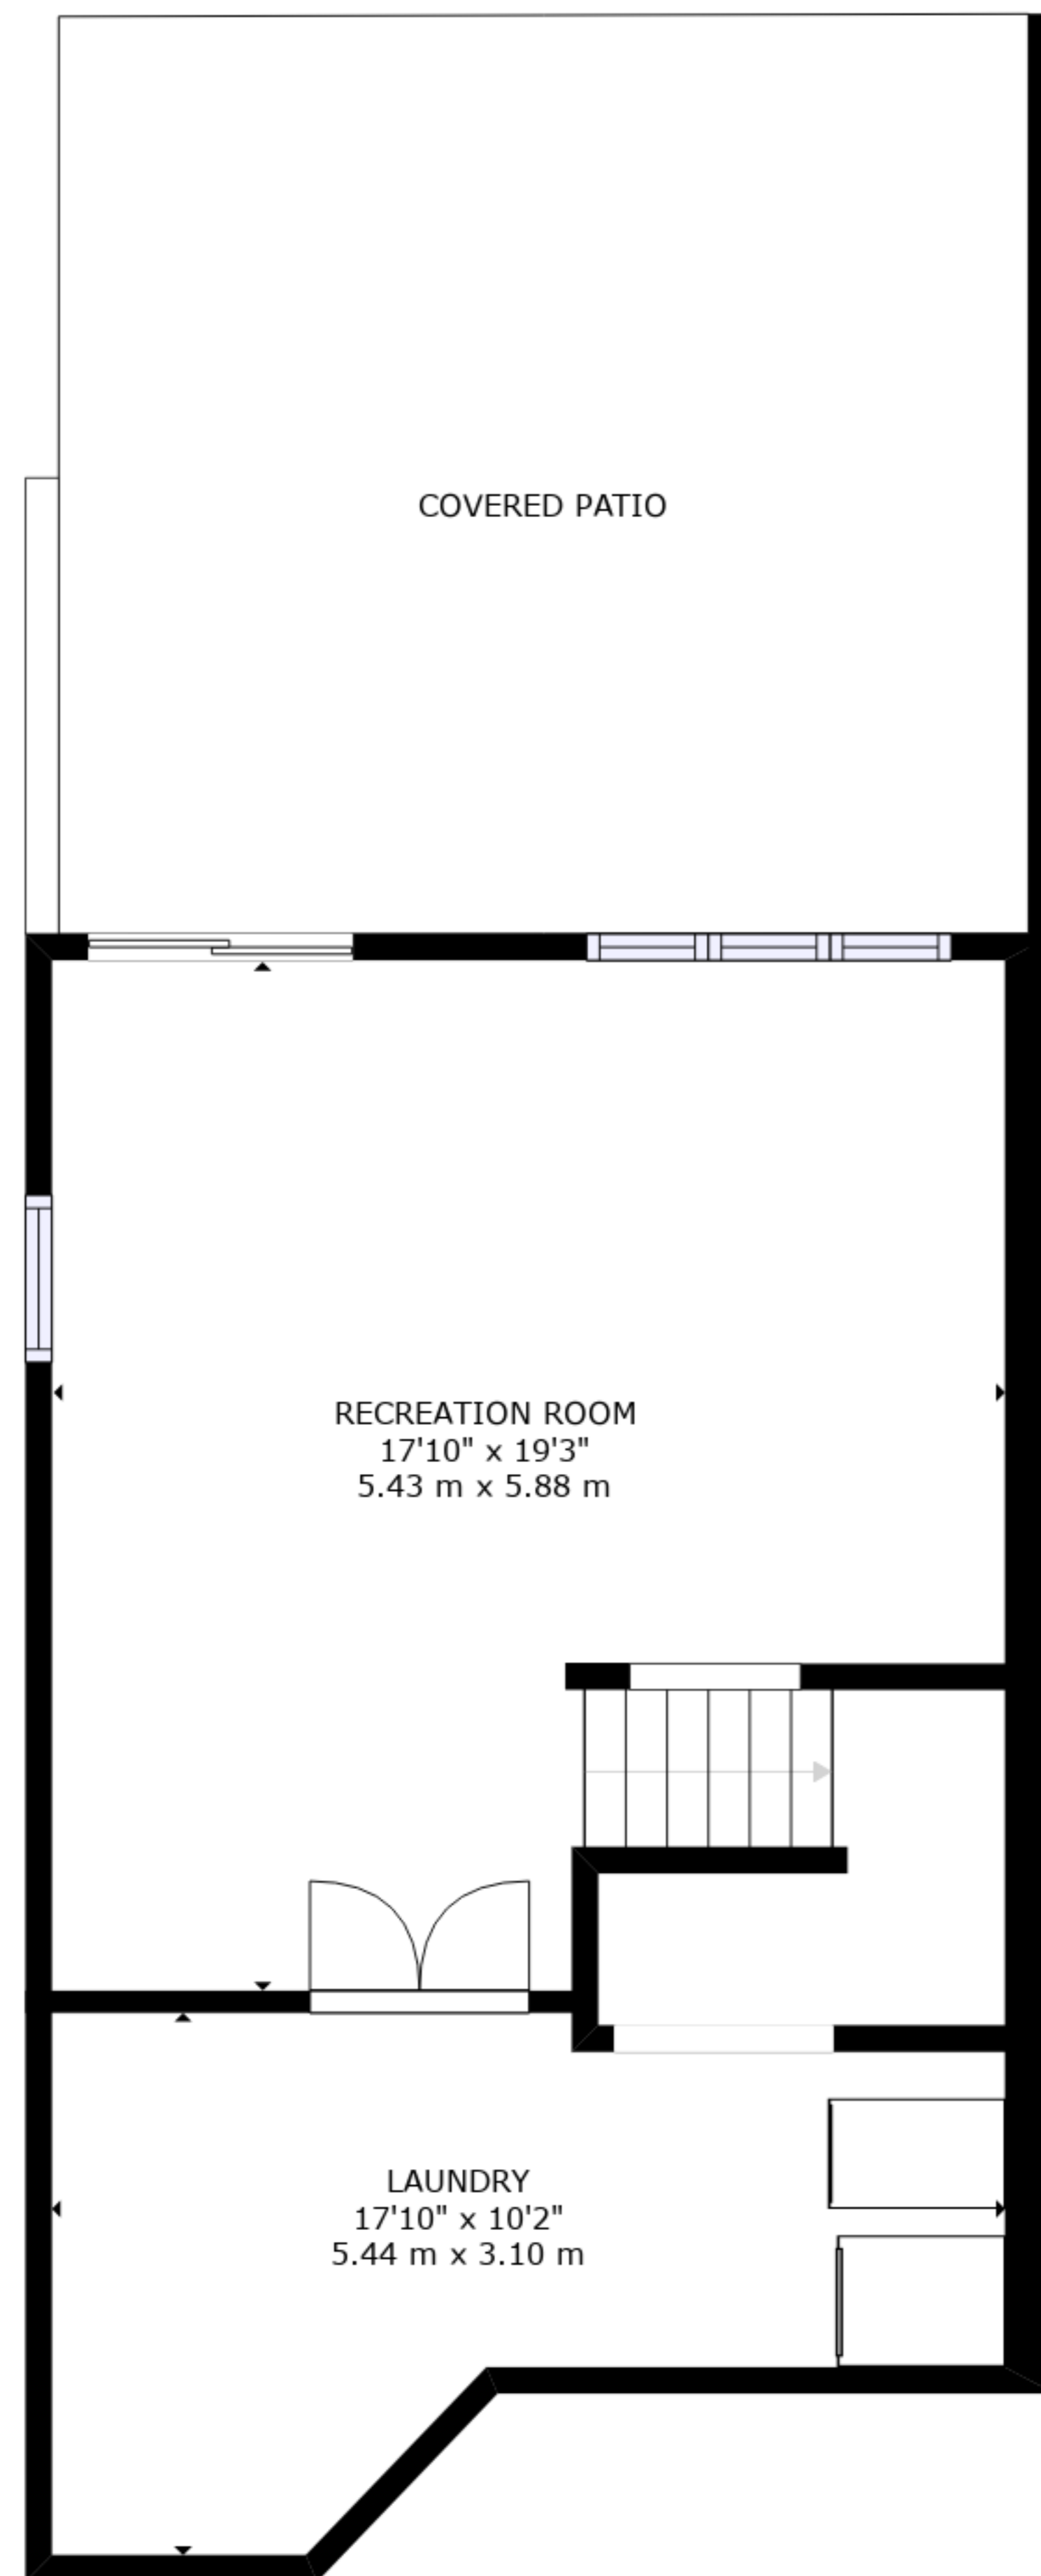 COVERED PATIO
RECREATION ROOM
17'10" x 19'3"
5.43 m x 5.88 m
LAUNDRY
17'10" x 10'2"
5.44 m x 3.10 m